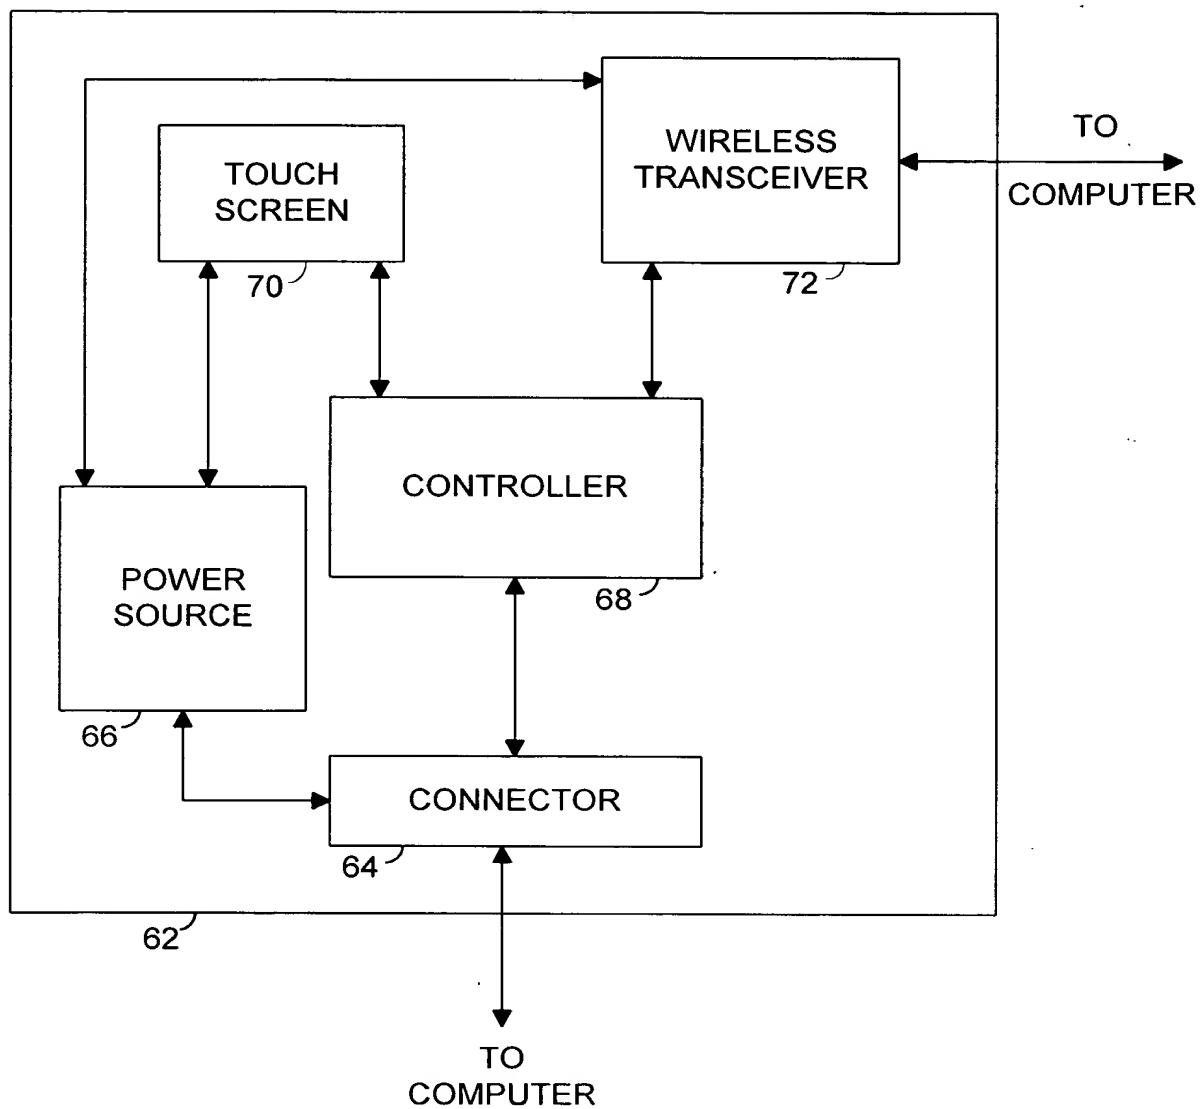 WIRELESS
TRANSCEIVER
72
TO
COMPUTER
TOUCH
SCREEN
70
CONTROLLER
68
POWER
SOURCE
66
CONNECTOR
64
62
TO
COMPUTER